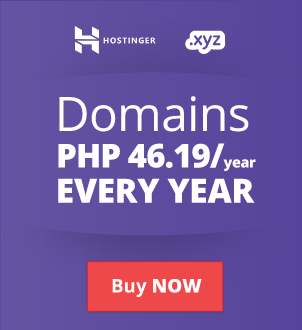 HOSTINGER .xyz
Domains
PHP 46.19/year
EVERY YEAR
Buy NOW